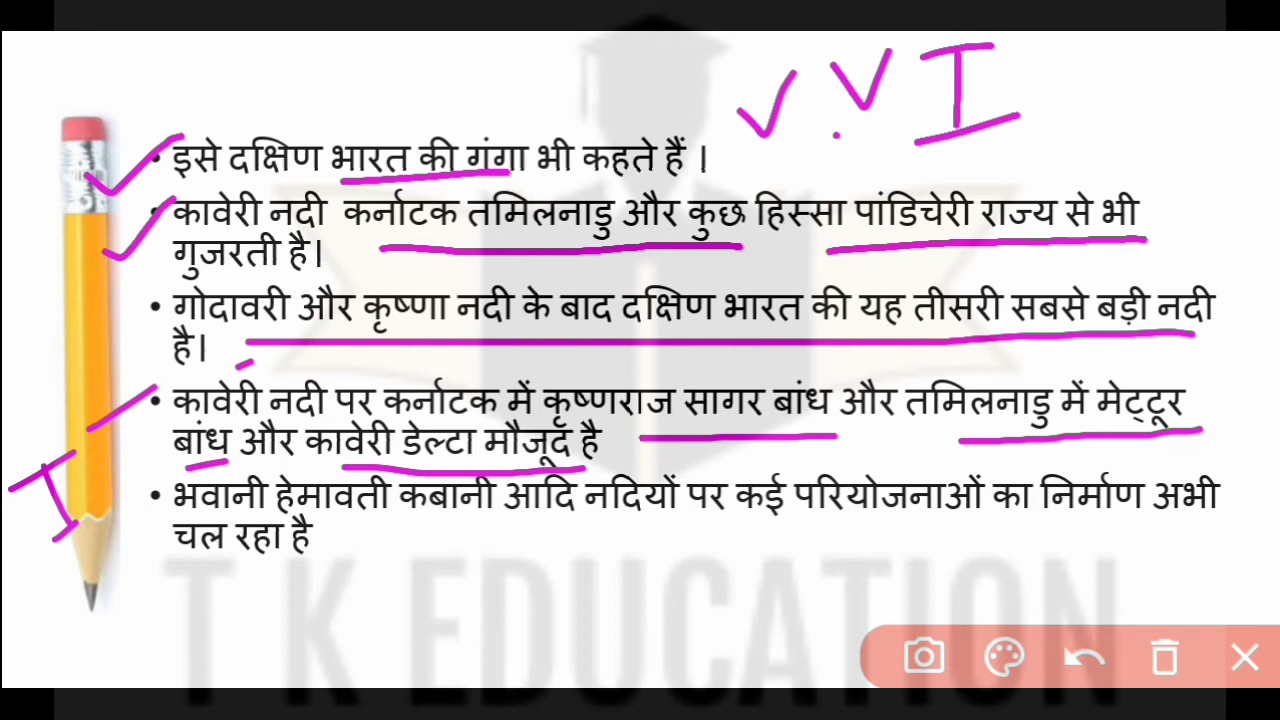 V.VI
• इसे दक्षिण भारत की गंगा भी कहते हैं ।
• कावेरी नदी कर्नाटक तमिलनाडु और कुछ हिस्सा पांडिचेरी राज्य से भी
गुजरती है।
• गोदावरी और कृष्णा नदी के बाद दक्षिण भारत की यह तीसरी सबसे बड़ी नदी
है।
• कावेरी नदी पर कर्नाटक में कृष्णराज सागर बांध और तमिलनाडु में मेट्टूर
बांध और कावेरी डेल्टा मौजूद है
I
• भवानी हेमावती कबानी आदि नदियों पर कई परियोजनाओं का निर्माण अभी
चल रहा है
T K EDUCATION